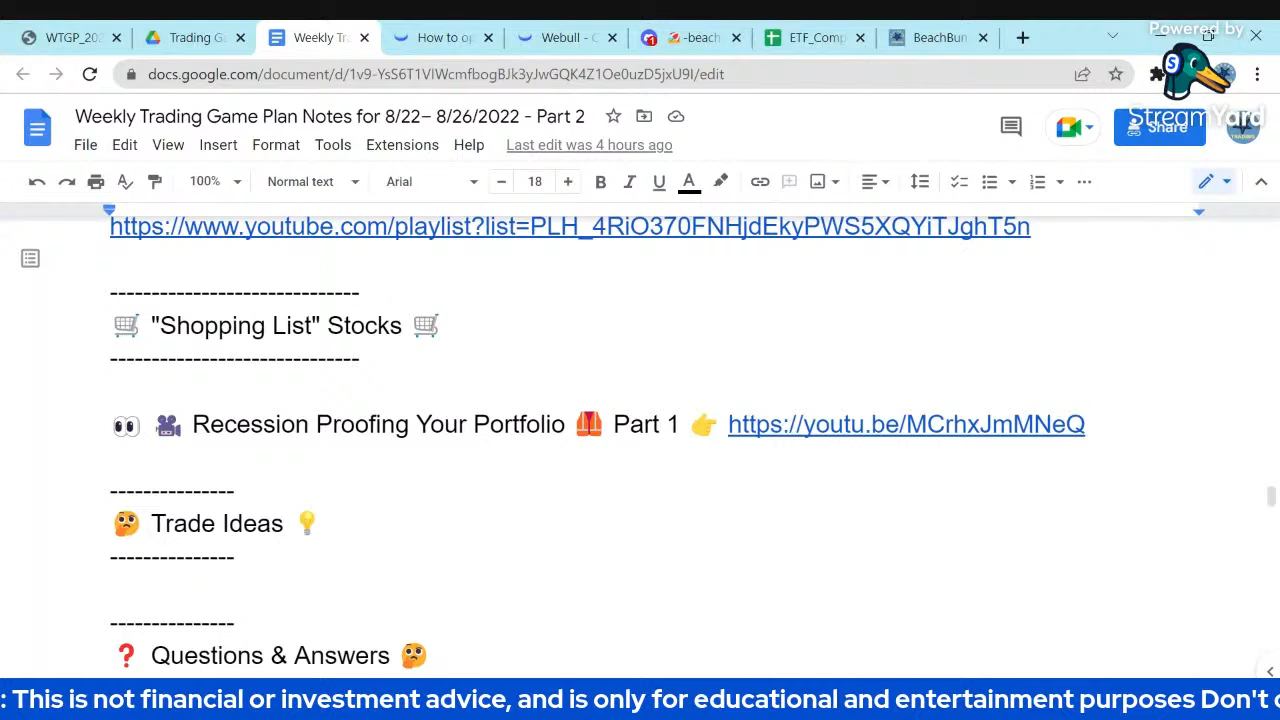 Powered by
WTGP_202
Trading G
Weekly Tr
How to op
Webull - C
-beach
ETF_Comp
BeachBun
docs.google.com/document/d/1v9-YsS6T1VIWcmfbogBJk3yJwGQK4Z1Oe0uzD5jxU9I/edit
StreamYard
Weekly Trading Game Plan Notes for 8/22– 8/26/2022 - Part 2
Share
File Edit View Insert Format Tools Extensions Help Last edit was 4 hours ago
100% Normal text Arial 18
https://www.youtube.com/playlist?list=PLH_4RiO370FNHjdEkyPWS5XQYiTJghT5n
------------------------------
🛒 "Shopping List" Stocks 🛒
------------------------------
👀 🎥 Recession Proofing Your Portfolio 🦺 Part 1 👉 https://youtu.be/MCrhxJmMNeQ
---------------
🤔 Trade Ideas 💡
---------------
---------------
❓ Questions & Answers 🤔
: This is not financial or investment advice, and is only for educational and entertainment purposes Don't